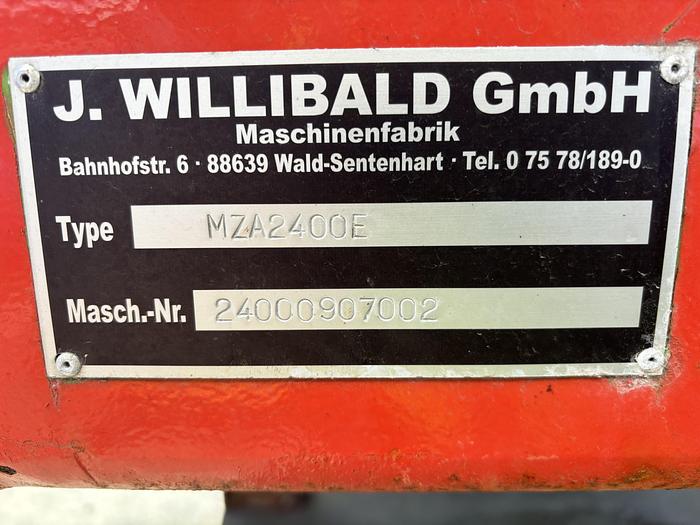 J. WILLIBALD GmbH
Maschinenfabrik
Bahnhofstr. 6 · 88639 Wald-Sentenhart · Tel. 0 75 78/189-0
Type MZA2400E
Masch.-Nr. 24000907002